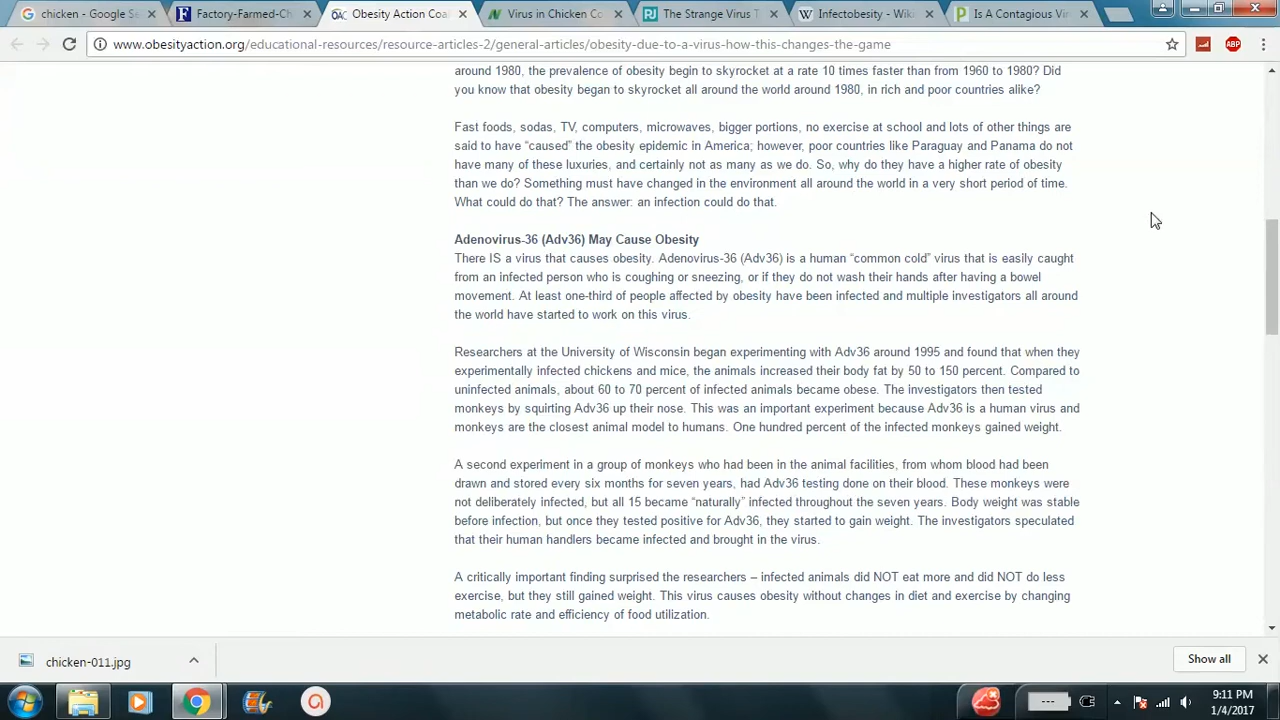 chicken - Google Se
Factory-Farmed-Ch
Obesity Action Coa
Virus in Chicken Co
The Strange Virus T
Infectobesity - Wiki
Is A Contagious Vir
www.obesityaction.org/educational-resources/resource-articles-2/general-articles/obesity-due-to-a-virus-how-this-changes-the-game
ABP
around 1980, the prevalence of obesity begin to skyrocket at a rate 10 times faster than from 1960 to 1980? Did
you know that obesity began to skyrocket all around the world around 1980, in rich and poor countries alike?
Fast foods, sodas, TV, computers, microwaves, bigger portions, no exercise at school and lots of other things are
said to have “caused” the obesity epidemic in America; however, poor countries like Paraguay and Panama do not
have many of these luxuries, and certainly not as many as we do. So, why do they have a higher rate of obesity
than we do? Something must have changed in the environment all around the world in a very short period of time.
What could do that? The answer: an infection could do that.
Adenovirus-36 (Adv36) May Cause Obesity
There IS a virus that causes obesity. Adenovirus-36 (Adv36) is a human “common cold” virus that is easily caught
from an infected person who is coughing or sneezing, or if they do not wash their hands after having a bowel
movement. At least one-third of people affected by obesity have been infected and multiple investigators all around
the world have started to work on this virus.
Researchers at the University of Wisconsin began experimenting with Adv36 around 1995 and found that when they
experimentally infected chickens and mice, the animals increased their body fat by 50 to 150 percent. Compared to
uninfected animals, about 60 to 70 percent of infected animals became obese. The investigators then tested
monkeys by squirting Adv36 up their nose. This was an important experiment because Adv36 is a human virus and
monkeys are the closest animal model to humans. One hundred percent of the infected monkeys gained weight.
A second experiment in a group of monkeys who had been in the animal facilities, from whom blood had been
drawn and stored every six months for seven years, had Adv36 testing done on their blood. These monkeys were
not deliberately infected, but all 15 became “naturally” infected throughout the seven years. Body weight was stable
before infection, but once they tested positive for Adv36, they started to gain weight. The investigators speculated
that their human handlers became infected and brought in the virus.
A critically important finding surprised the researchers – infected animals did NOT eat more and did NOT do less
exercise, but they still gained weight. This virus causes obesity without changes in diet and exercise by changing
metabolic rate and efficiency of food utilization.
chicken-011.jpg
Show all
9:11 PM
1/4/2017